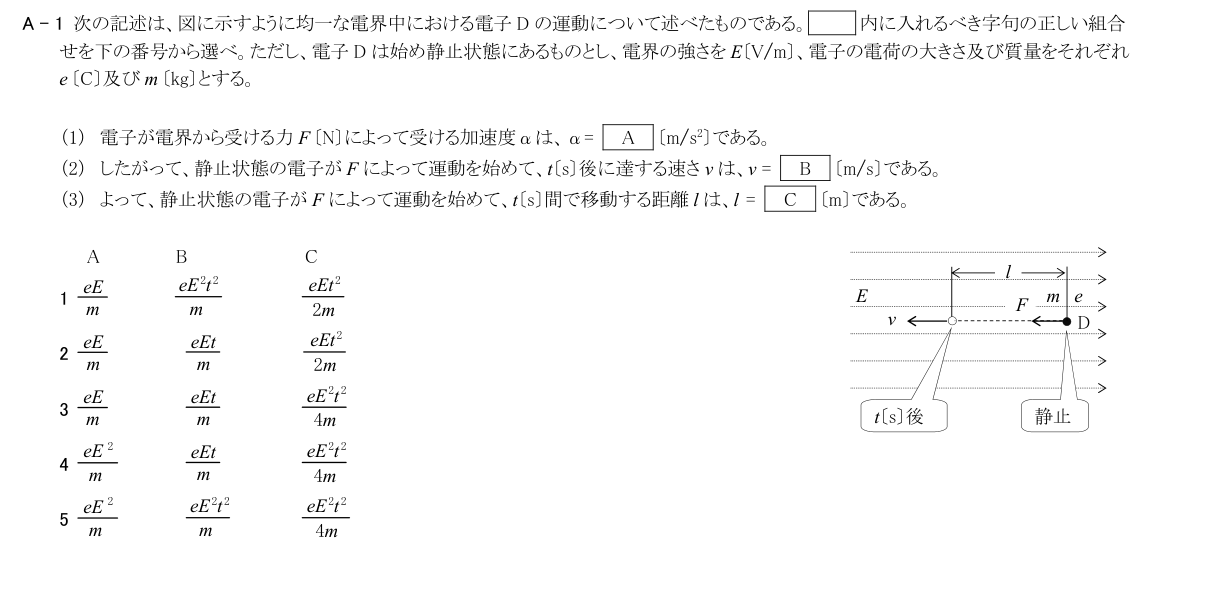 A－1 次の記述は、図に示すように均一な電界中における電子 D の運動について述べたものである。□内に入れるべき字句の正しい組合
せを下の番号から選べ。ただし、電子 D は始め静止状態にあるものとし、電界の強さを E〔V/m〕、電子の電荷の大きさ及び質量をそれぞれ
e〔C〕及び m〔kg〕とする。
(1) 電子が電界から受ける力 F〔N〕によって受ける加速度 α は、α = A 〔m/s²〕である。
(2) したがって、静止状態の電子が F によって運動を始めて、t〔s〕後に達する速さ v は、v = B 〔m/s〕である。
(3) よって、静止状態の電子が F によって運動を始めて、t〔s〕間で移動する距離 l は、l = C 〔m〕である。
A B C
1 eE/m eE²t²/m eEt²/2m
2 eE/m eEt/m eEt²/2m
3 eE/m eEt/m eE²t²/4m
4 eE²/m eEt/m eE²t²/4m
5 eE²/m eE²t²/m eE²t²/4m
l
E F m e
v D
t〔s〕後 静止